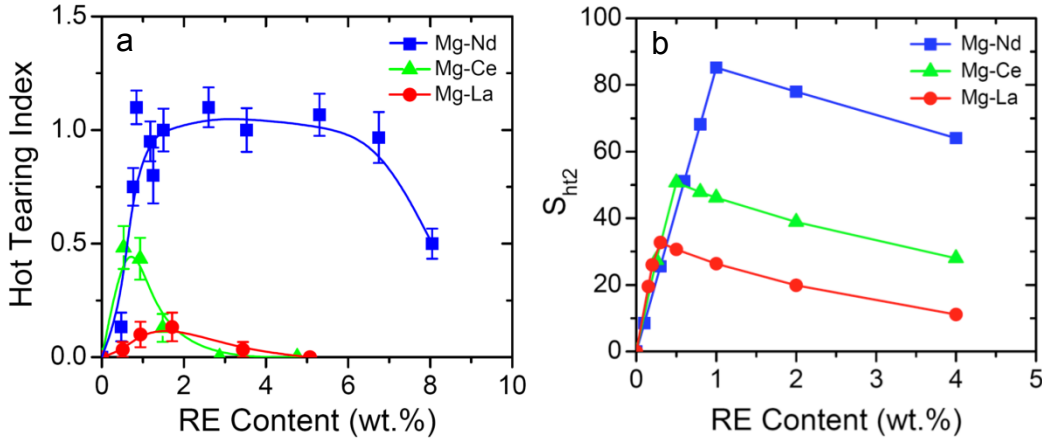 a
Mg-Nd
Mg-Ce
Mg-La
Hot Tearing Index
1.5
1.0
0.5
0.0
0 2 4 6 8 10
RE Content (wt.%)
b
Mg-Nd
Mg-Ce
Mg-La
S_ht2
100
80
60
40
20
0
0 1 2 3 4 5
RE Content (wt.%)